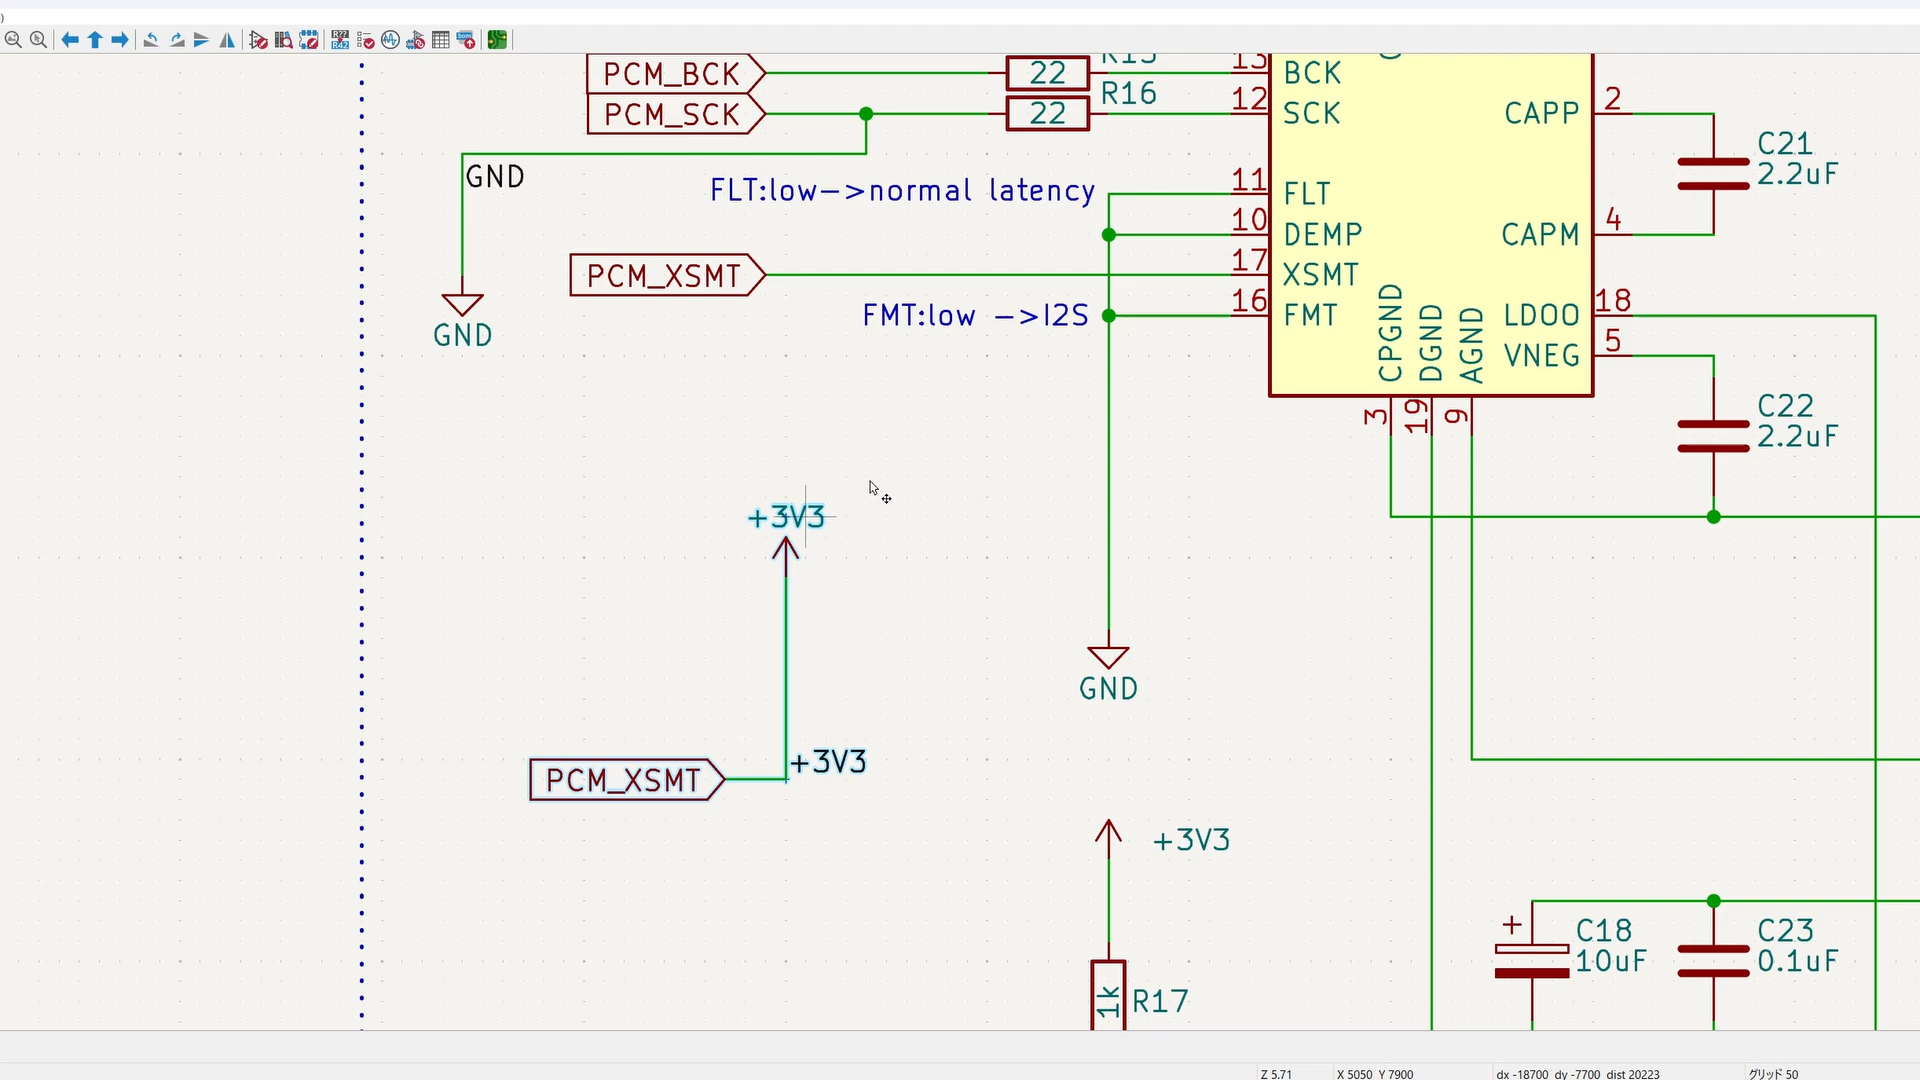 )
R??
R42
PCM_BCK
22
13
BCK
PCM_SCK
22
R16
12
SCK
CAPP
2
C21
2.2uF
GND
FLT:low->normal latency
11
FLT
10
DEMP
CAPM
4
PCM_XSMT
17
XSMT
GND
FMT:low ->I2S
16
FMT
CPGND
DGND
AGND
LDOO
18
VNEG
5
3
19
9
C22
2.2uF
+3V3
GND
PCM_XSMT
+3V3
+3V3
C18
10uF
C23
0.1uF
1k
R17
Z 5.71
X 5050 Y 7900
dx -18700 dy -7700 dist 20223
グリッド 50